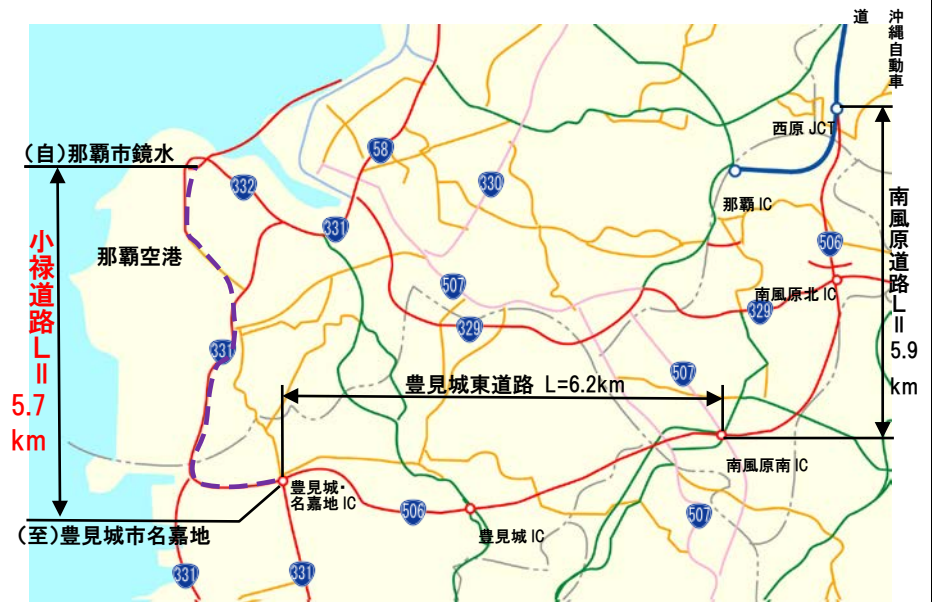 沖縄自動車道
西原 JCT
(自)那覇市鏡水
58
332
330
那覇 IC
331
506
南風原道路L=5.9km
那覇空港
小禄道路L=5.7km
507
南風原北 IC
329
329
331
507
豊見城東道路 L=6.2km
南風原南 IC
豊見城・
名嘉地 IC
506
507
(至)豊見城市名嘉地
豊見城 IC
331
331